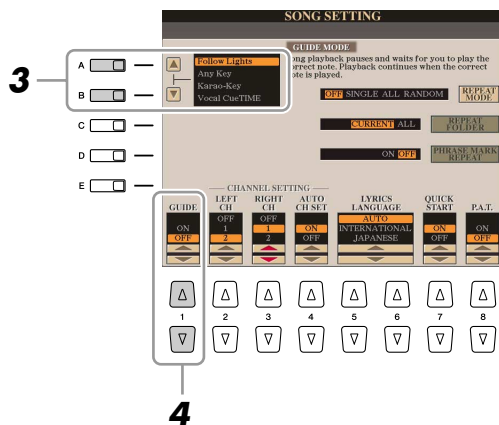 SONG SETTING
GUIDE MODE
3
A
B
C
D
E
Follow Lights
Any Key
Karao-Key
Vocal CueTIME
ong playback pauses and waits for you to play the
orrect note. Playback continues when the correct
ote is played.
OFF SINGLE ALL RANDOM
REPEAT
MODE
CURRENT ALL
REPEAT
FOLDER
ON OFF
PHRASE MARK
REPEAT
CHANNEL SETTING
GUIDE
LEFT
CH
RIGHT
CH
AUTO
CH SET
LYRICS
LANGUAGE
QUICK
START
P.A.T.
ON
OFF
OFF
1
2
OFF
1
2
ON
OFF
AUTO
INTERNATIONAL
JAPANESE
ON
OFF
ON
OFF
1 2 3 4 5 6 7 8
4